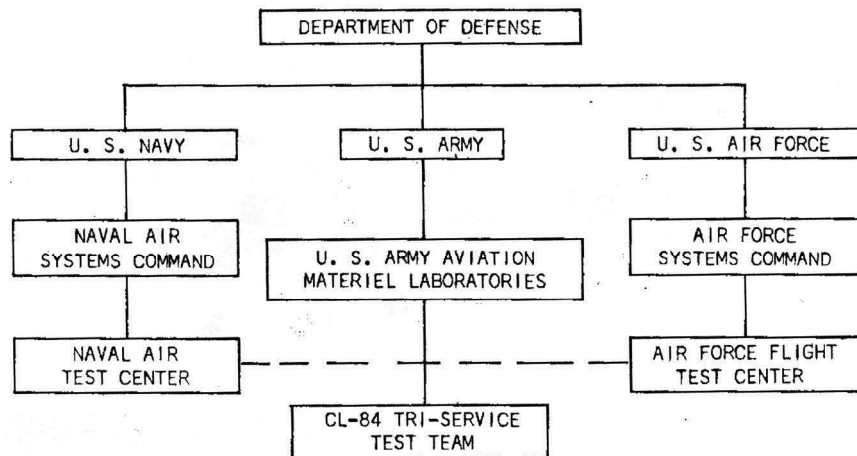 DEPARTMENT OF DEFENSE
U. S. NAVY
U. S. ARMY
U. S. AIR FORCE
NAVAL AIR
SYSTEMS COMMAND
U. S. ARMY AVIATION
MATERIEL LABORATORIES
AIR FORCE
SYSTEMS COMMAND
NAVAL AIR
TEST CENTER
AIR FORCE FLIGHT
TEST CENTER
CL-84 TRI-SERVICE
TEST TEAM